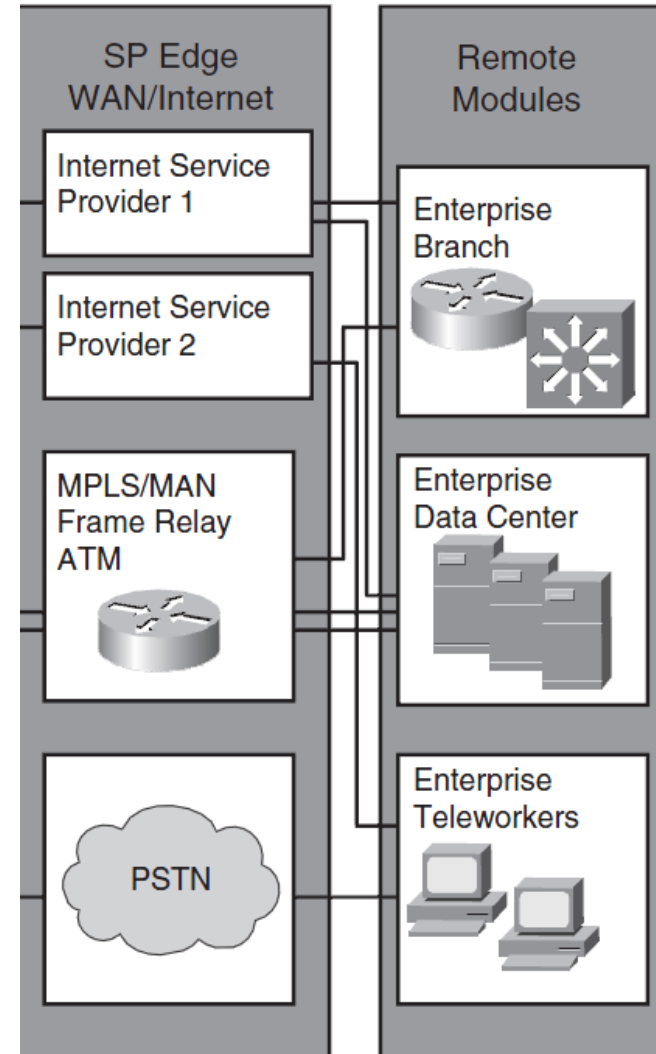 SP Edge
WAN/Internet
Internet Service
Provider 1
Internet Service
Provider 2
MPLS/MAN
Frame Relay
ATM
PSTN
Remote
Modules
Enterprise
Branch
Enterprise
Data Center
Enterprise
Teleworkers